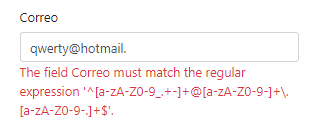 Correo
qwerty@hotmail.
The field Correo must match the regular
expression '^[a-zA-Z0-9_.+-]+@[a-zA-Z0-9-]+\.
[a-zA-Z0-9-.]+$'.